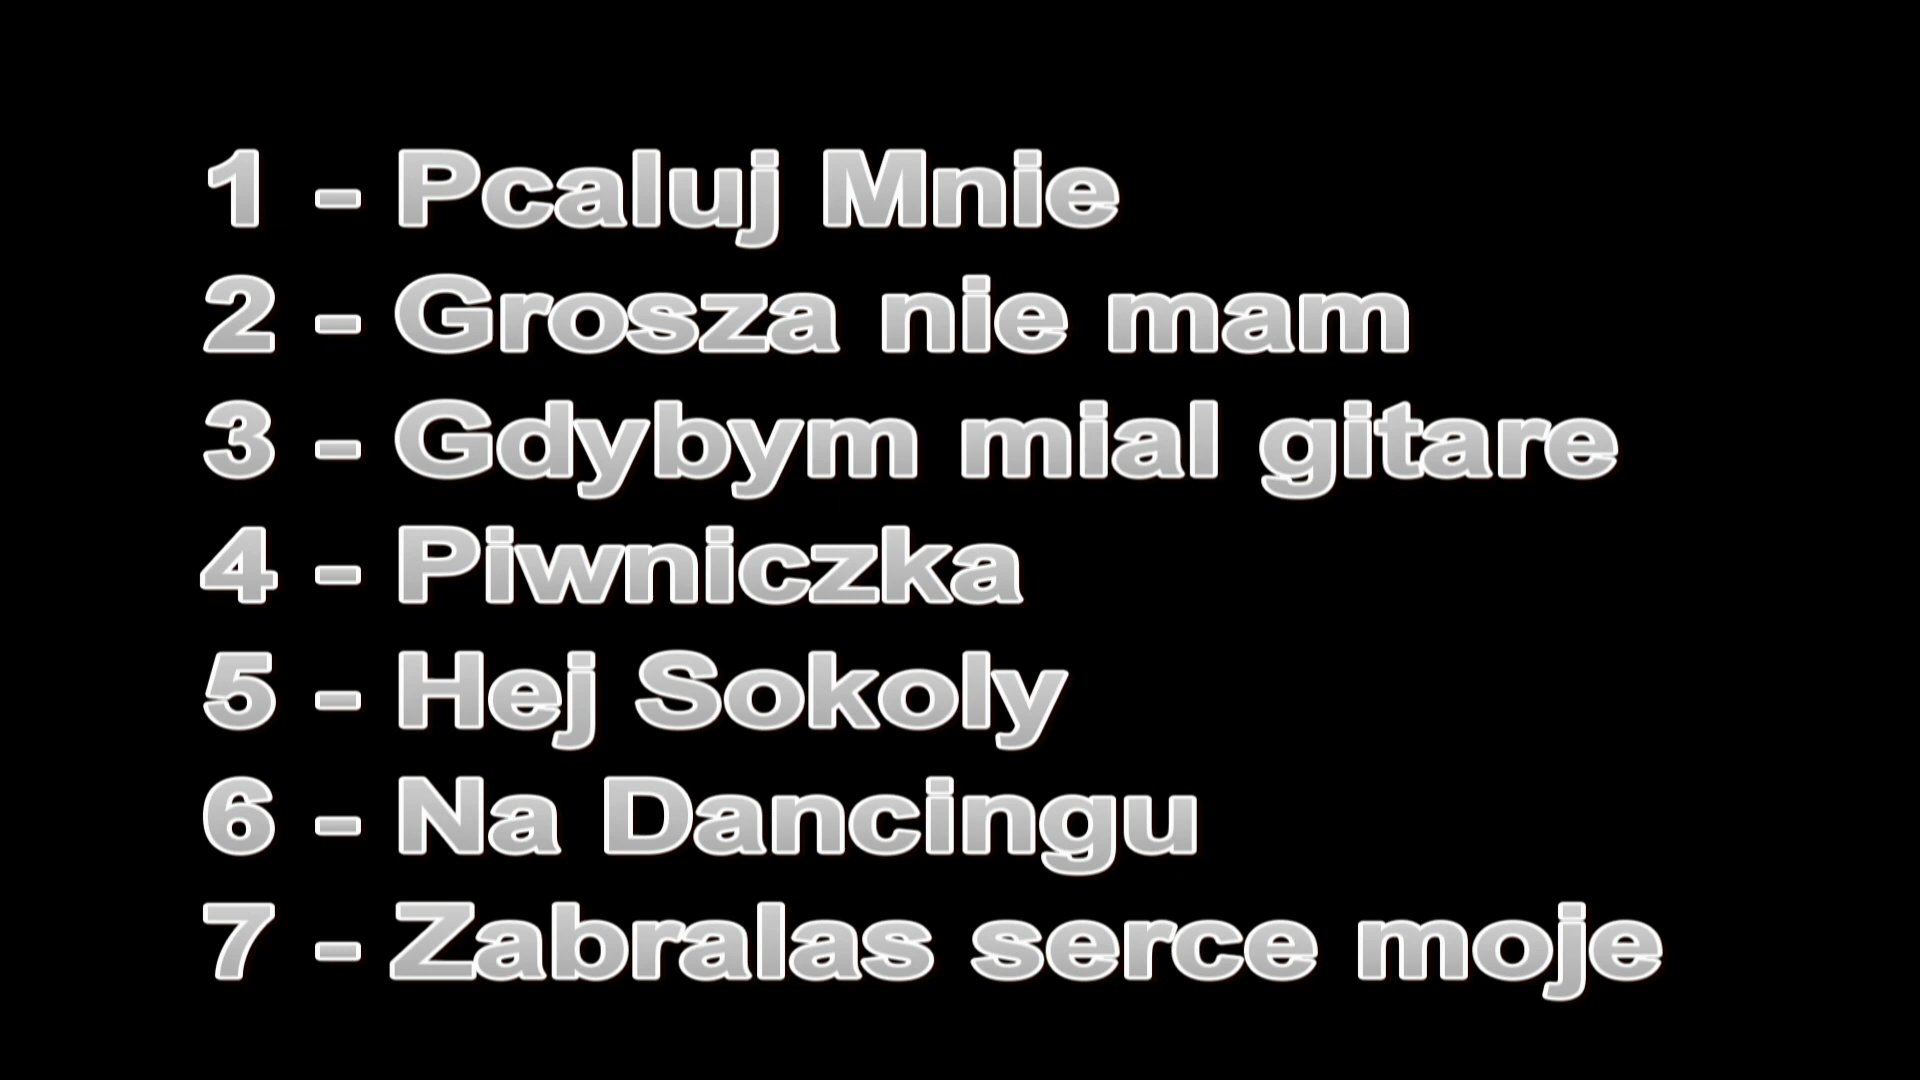 1 - Pcaluj Mnie
2 - Grosza nie mam
3 - Gdybym mial gitare
4 - Piwniczka
5 - Hej Sokoly
6 - Na Dancingu
7 - Zabralas serce moje